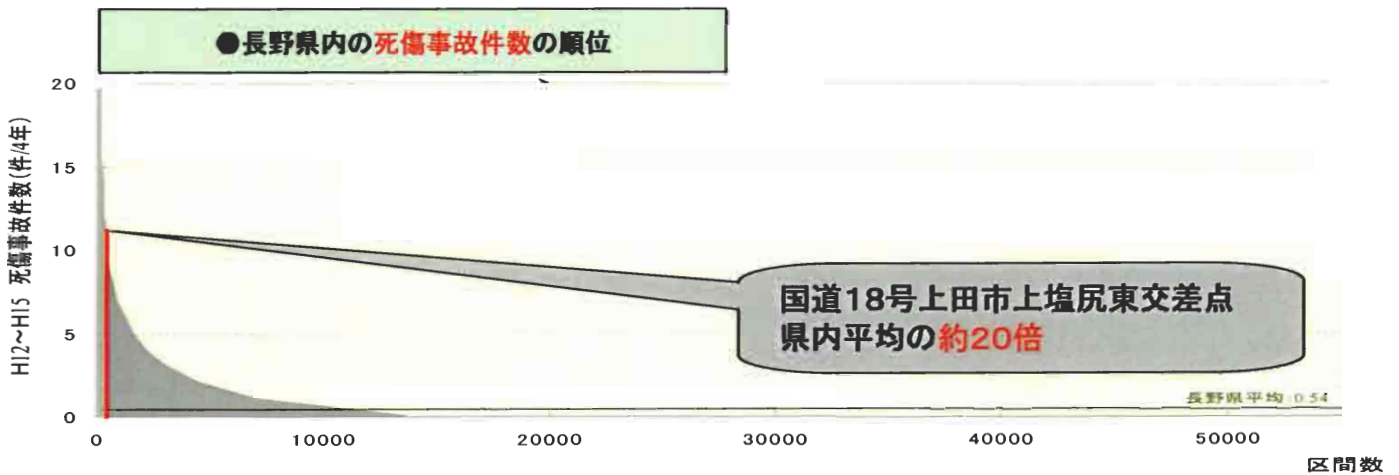 ●長野県内の死傷事故件数の順位
H12~H15 死傷事故件数(件/4年)
20
15
10
5
0
国道18号上田市上塩尻東交差点
県内平均の約20倍
長野県平均:0.54
0
10000
20000
30000
40000
50000
区間数